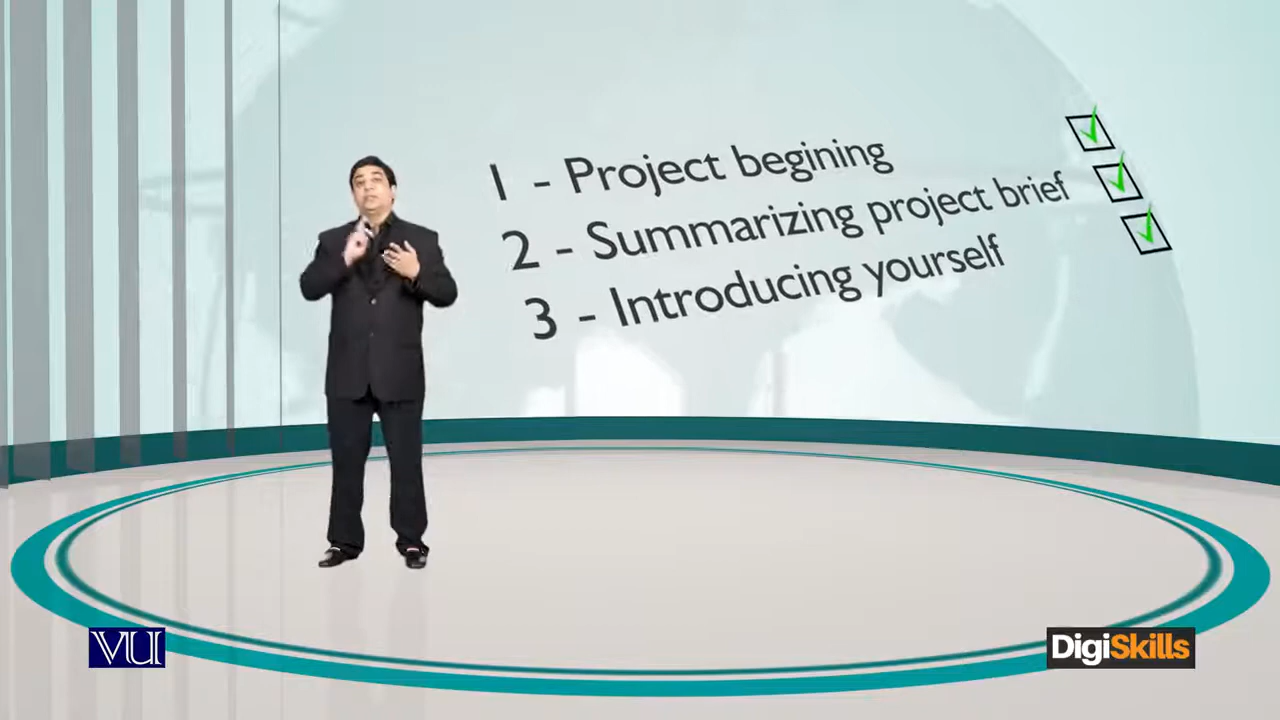 1 - Project begining
2 - Summarizing project brief
3 - Introducing yourself
VU
DigiSkills